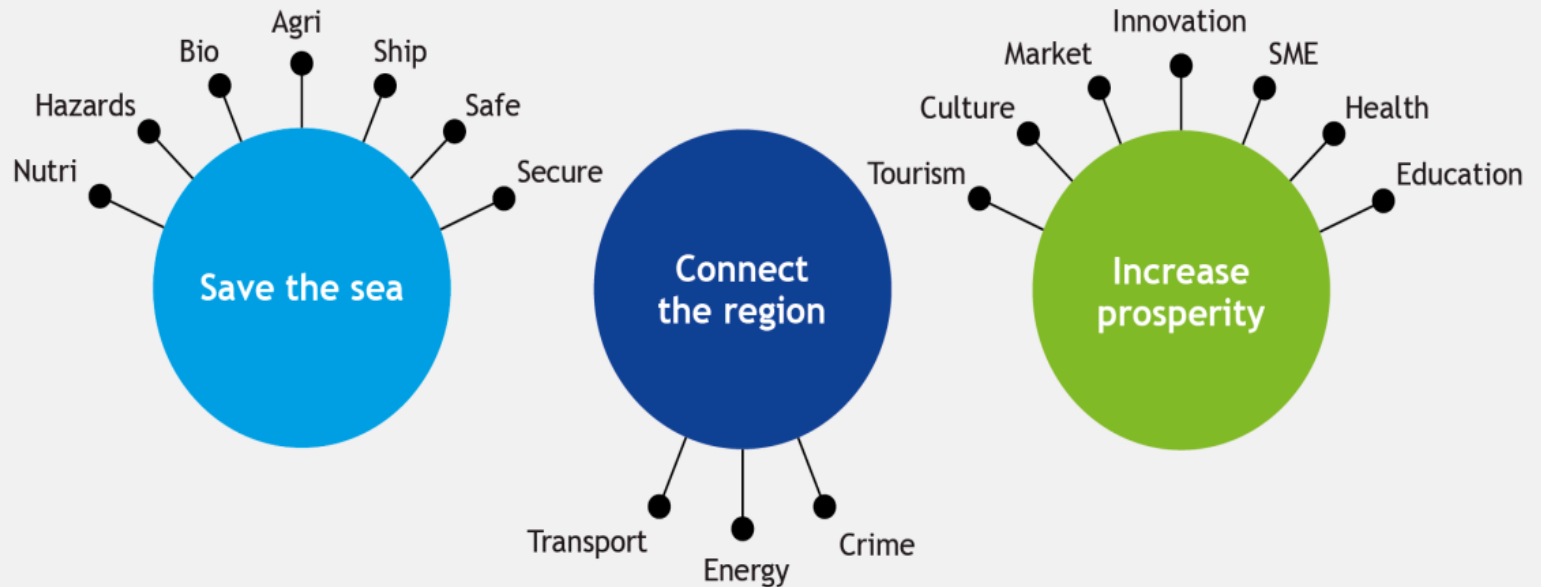 Agri
Bio
Ship
Hazards
Safe
Nutri
Secure
Save the sea
Connect
the region
Transport
Energy
Crime
Innovation
Market
SME
Culture
Health
Tourism
Education
Increase
prosperity